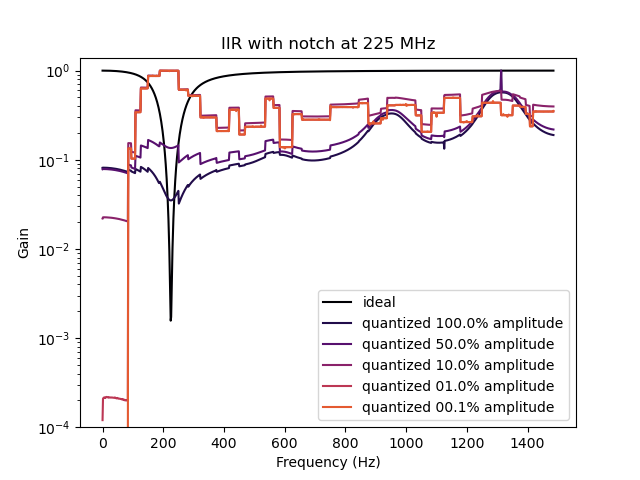 IIR with notch at 225 MHz
10^0
10^-1
10^-2
10^-3
10^-4
Gain
ideal
quantized 100.0% amplitude
quantized 50.0% amplitude
quantized 10.0% amplitude
quantized 01.0% amplitude
quantized 00.1% amplitude
0 200 400 600 800 1000 1200 1400
Frequency (Hz)